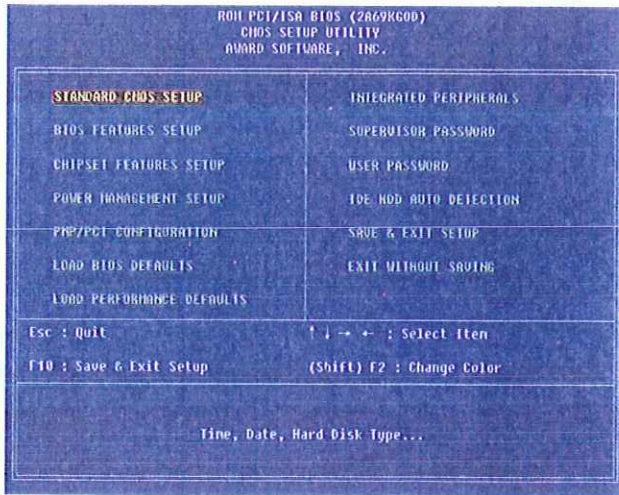 ROM PCI/ISA BIOS (2A69KGOD)
CMOS SETUP UTILITY
AWARD SOFTWARE, INC.
STANDARD CMOS SETUP
BIOS FEATURES SETUP
CHIPSET FEATURES SETUP
POWER MANAGEMENT SETUP
PNP/PCI CONFIGURATION
LOAD BIOS DEFAULTS
LOAD PERFORMANCE DEFAULTS
INTEGRATED PERIPHERALS
SUPERVISOR PASSWORD
USER PASSWORD
IDE HDD AUTO DETECTION
SAVE & EXIT SETUP
EXIT WITHOUT SAVING
Esc : Quit
↑ ↓ → ← : Select Item
F10 : Save & Exit Setup
(Shift) F2 : Change Color
Time, Date, Hard Disk Type...